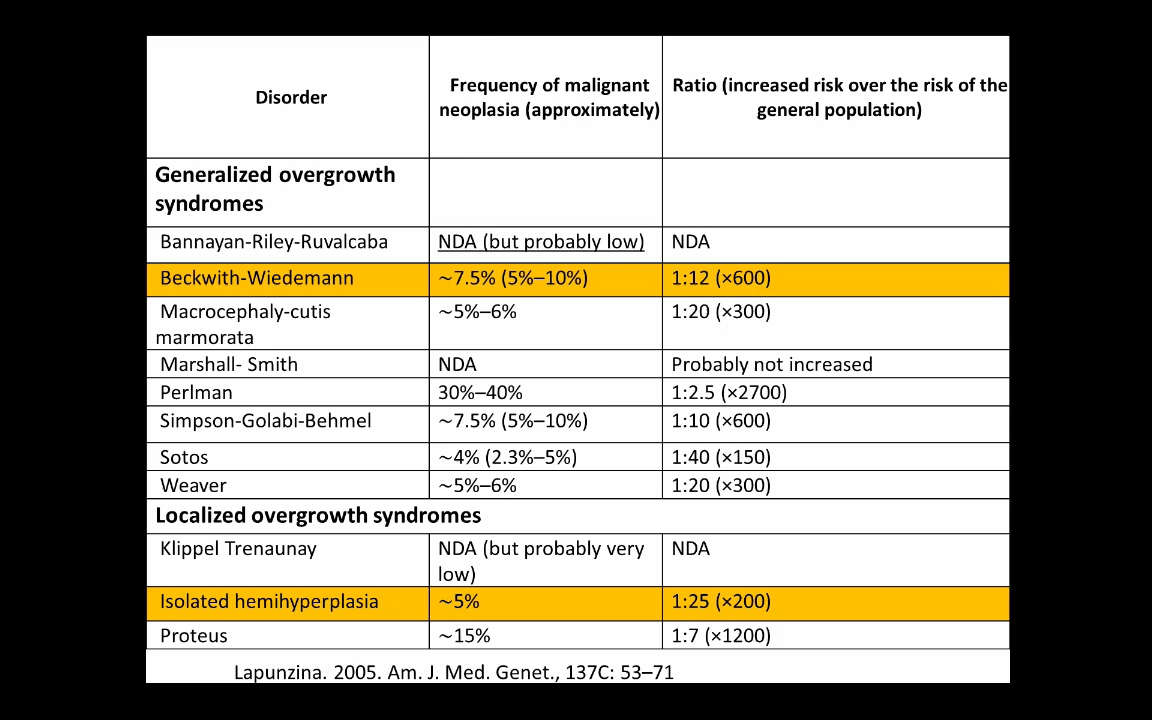 Disorder
Frequency of malignant
neoplasia (approximately)
Ratio (increased risk over the risk of the
general population)
Generalized overgrowth
syndromes
Bannayan-Riley-Ruvalcaba
NDA (but probably low)
NDA
Beckwith-Wiedemann
~7.5% (5%–10%)
1:12 (×600)
Macrocephaly-cutis
marmorata
~5%–6%
1:20 (×300)
Marshall- Smith
NDA
Probably not increased
Perlman
30%–40%
1:2.5 (×2700)
Simpson-Golabi-Behmel
~7.5% (5%–10%)
1:10 (×600)
Sotos
~4% (2.3%–5%)
1:40 (×150)
Weaver
~5%–6%
1:20 (×300)
Localized overgrowth syndromes
Klippel Trenaunay
NDA (but probably very
low)
NDA
Isolated hemihyperplasia
~5%
1:25 (×200)
Proteus
~15%
1:7 (×1200)
Lapunzina. 2005. Am. J. Med. Genet., 137C: 53–71